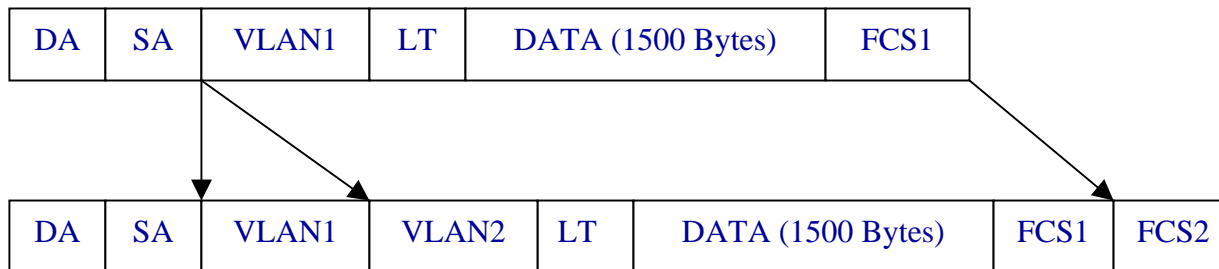 DA SA VLAN1 LT DATA (1500 Bytes) FCS1
DA SA VLAN1 VLAN2 LT DATA (1500 Bytes) FCS1 FCS2